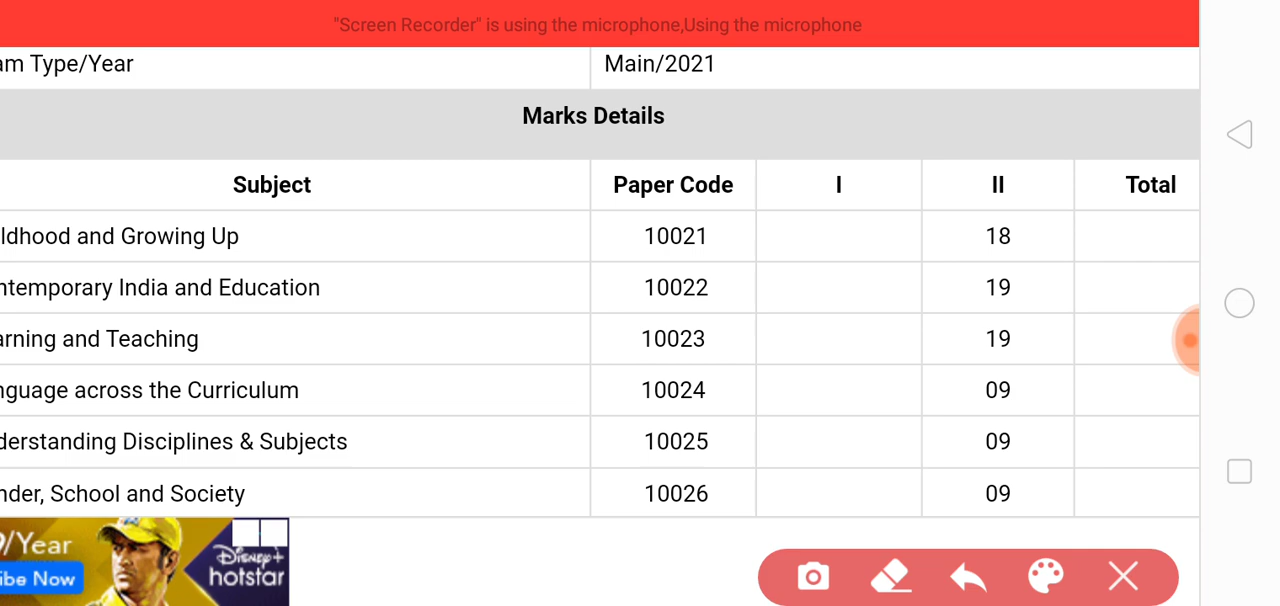 "Screen Recorder" is using the microphone,Using the microphone
am Type/Year Main/2021
Marks Details
Subject Paper Code I II Total
ldhood and Growing Up 10021 18
ntemporary India and Education 10022 19
arning and Teaching 10023 19
nguage across the Curriculum 10024 09
derstanding Disciplines & Subjects 10025 09
nder, School and Society 10026 09
/Year
ibe Now
Disney+
hotstar